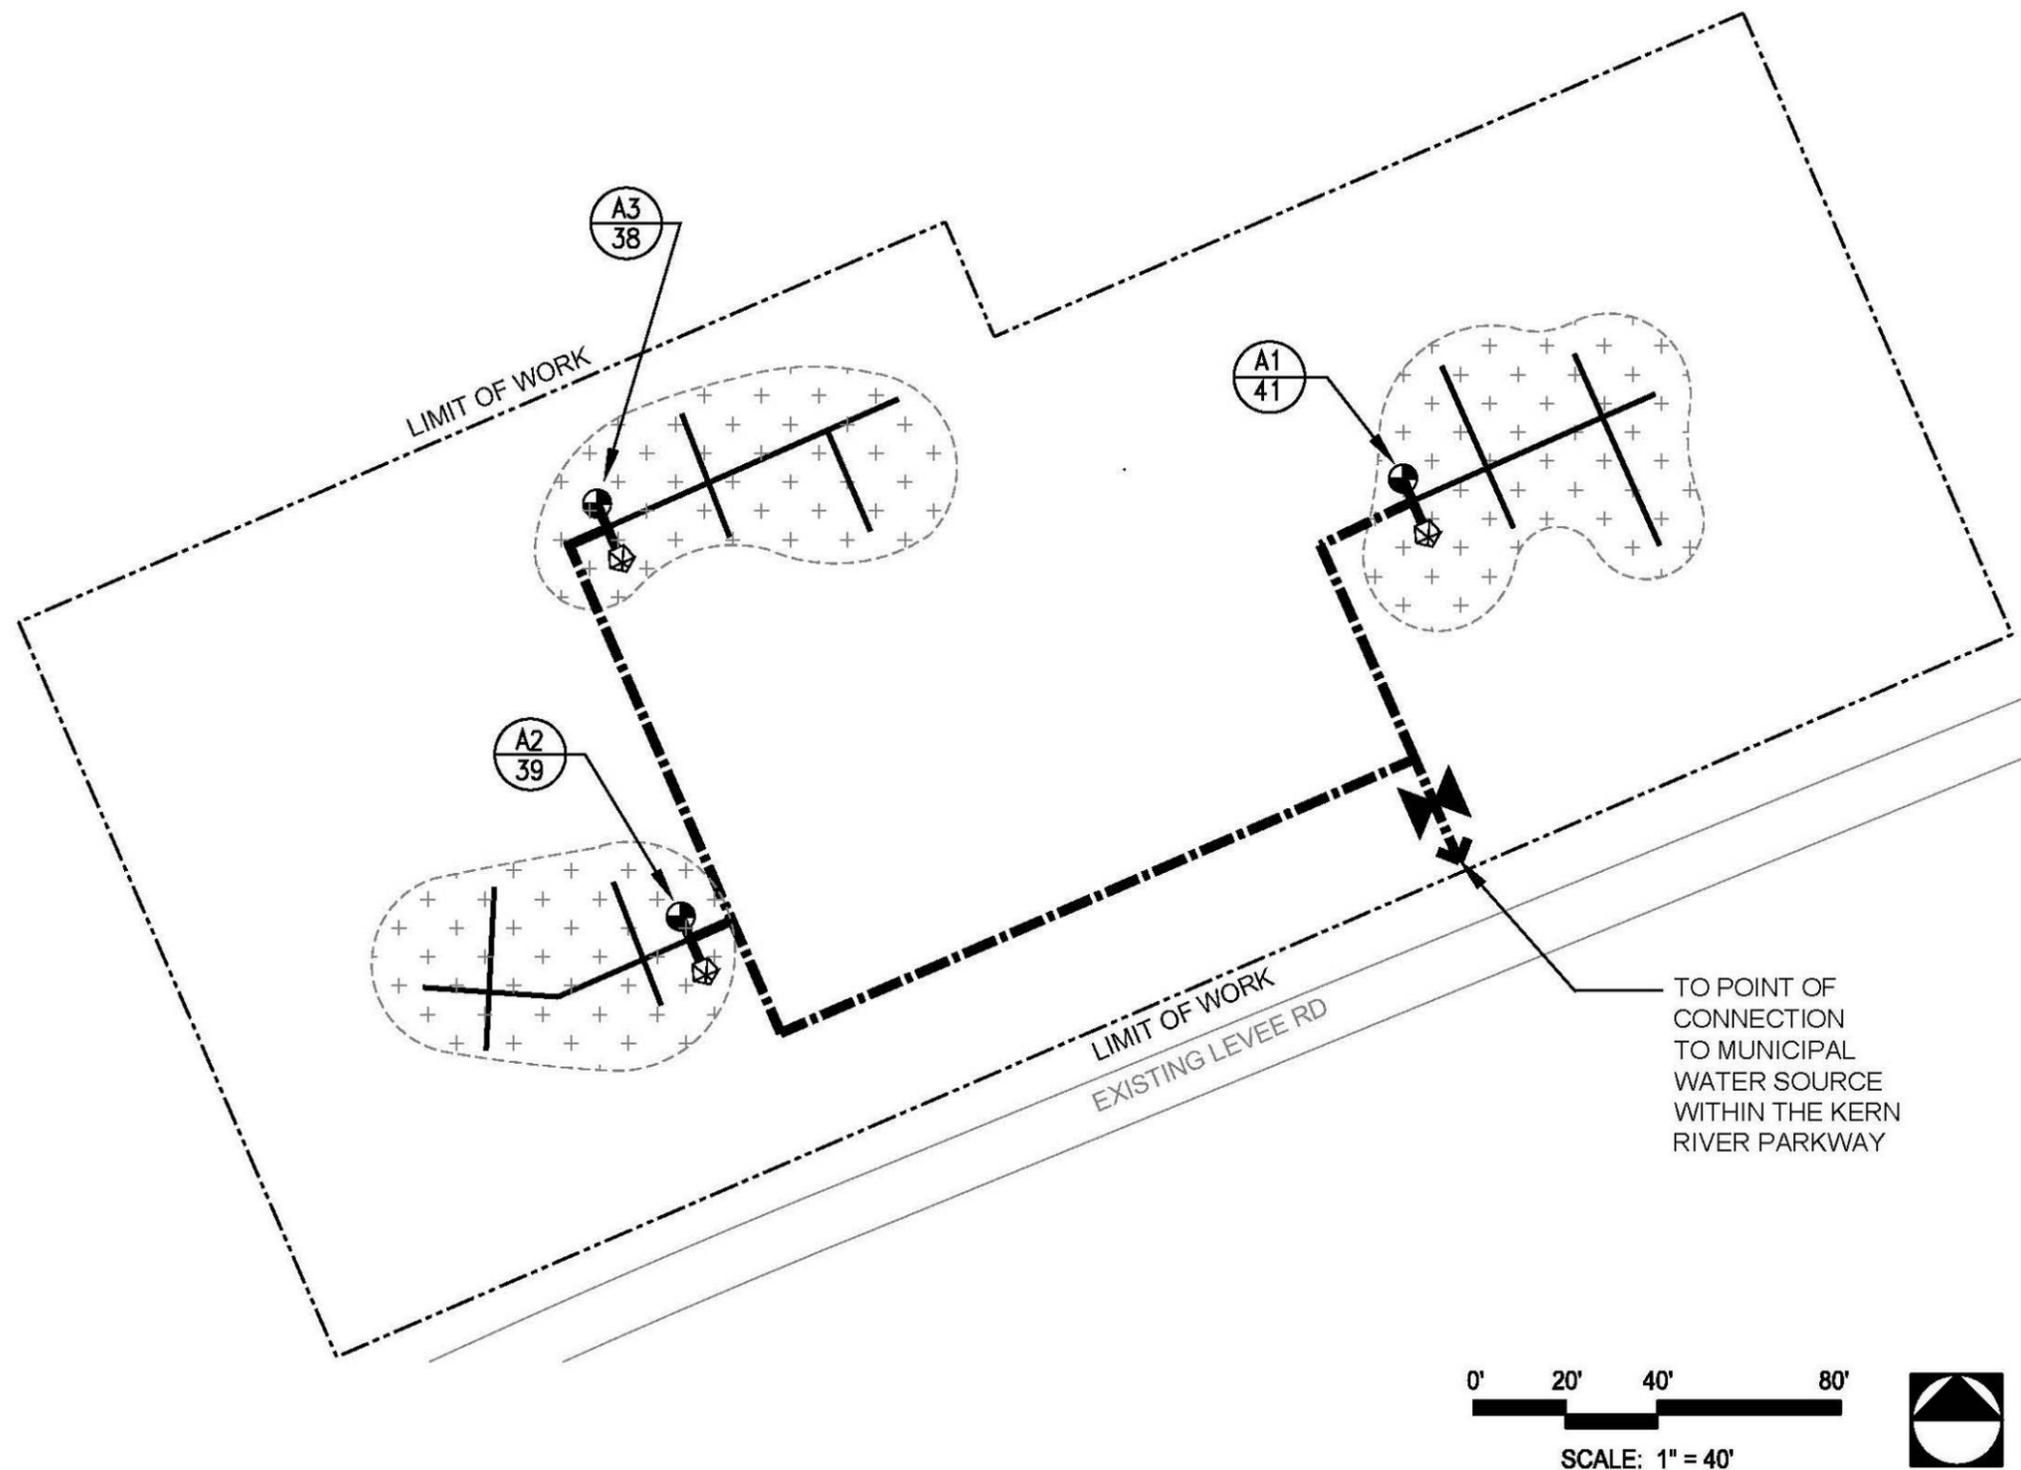 A3
38
LIMIT OF WORK
A1
41
A2
39
LIMIT OF WORK
EXISTING LEVEE RD
TO POINT OF
CONNECTION
TO MUNICIPAL
WATER SOURCE
WITHIN THE KERN
RIVER PARKWAY
0' 20' 40' 80'
SCALE: 1" = 40'